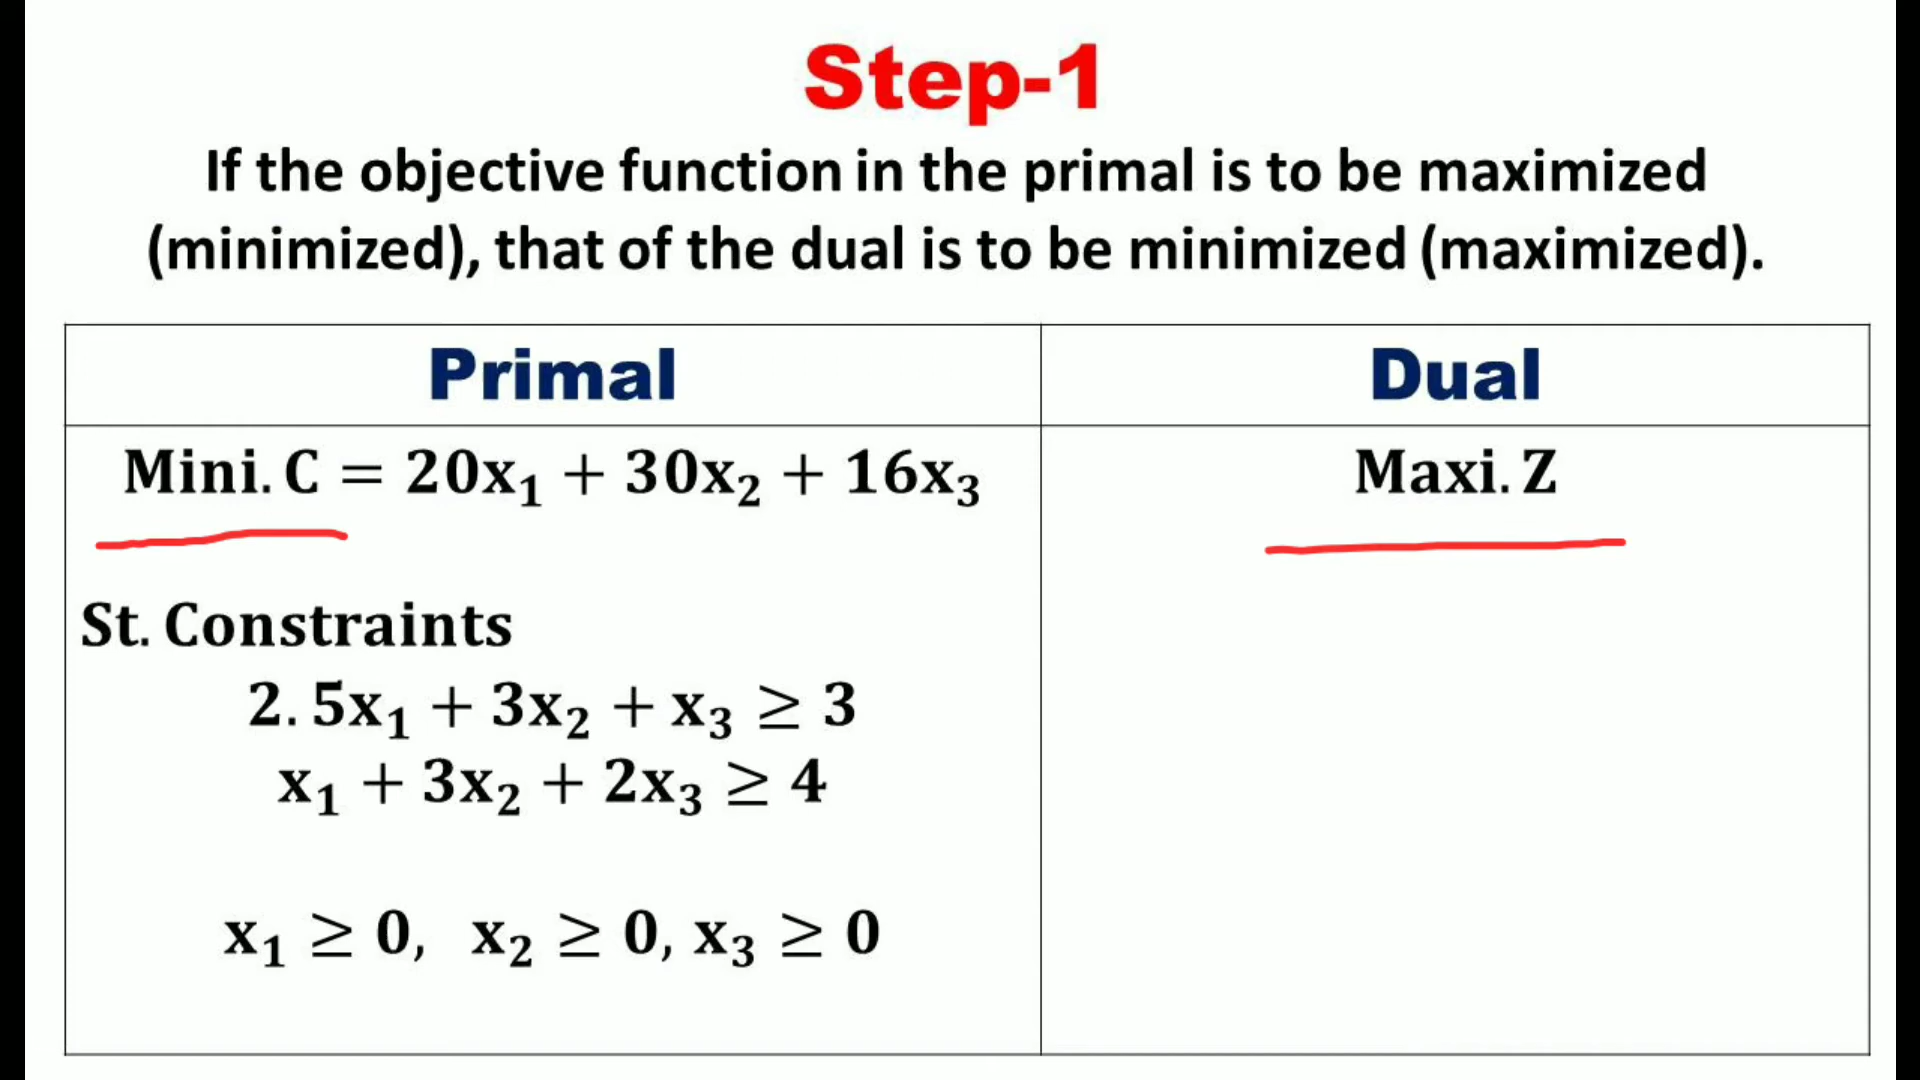 Step-1
If the objective function in the primal is to be maximized
(minimized), that of the dual is to be minimized (maximized).
Primal
Dual
Mini. C = 20x₁ + 30x₂ + 16x₃
Maxi. Z
St. Constraints
2. 5x₁ + 3x₂ + x₃ ≥ 3
x₁ + 3x₂ + 2x₃ ≥ 4
x₁ ≥ 0, x₂ ≥ 0, x₃ ≥ 0